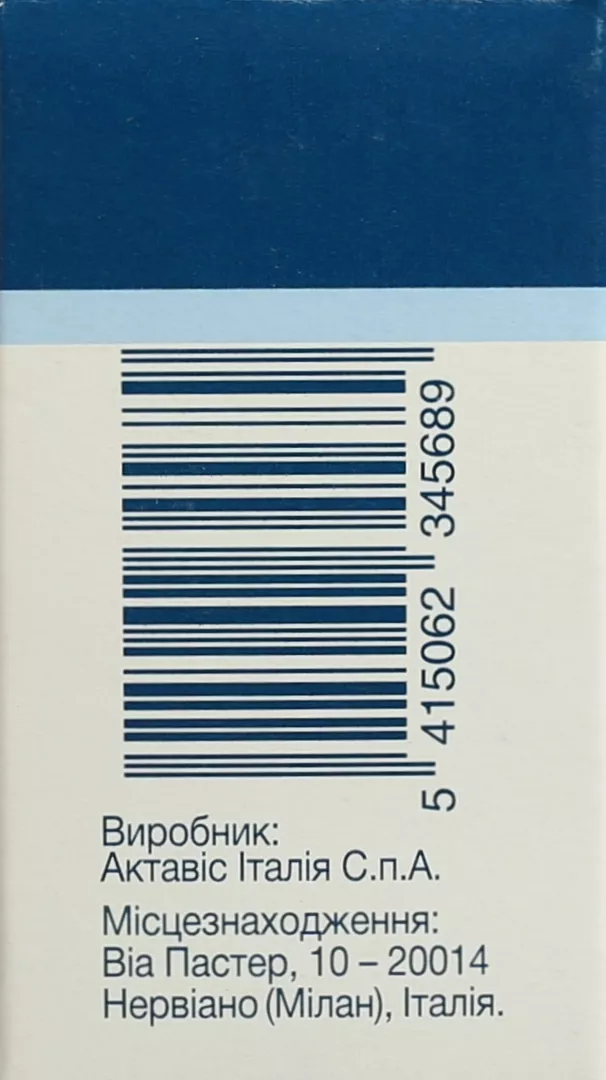 5 415062 345689
Виробник:
Актавіс Італія С.п.А.
Місцезнаходження:
Віа Пастер, 10 – 20014
Нервіано (Мілан), Італія.